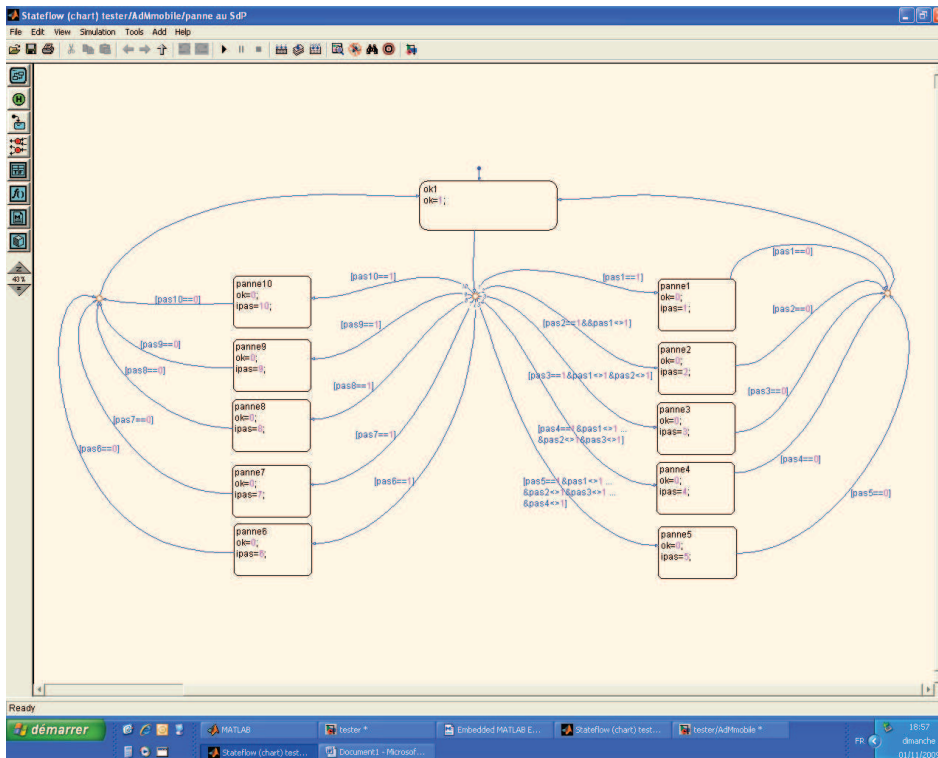 Stateflow (chart) tester/AdMmobile/panne au SdP
File Edit View Simulation Tools Add Help
40%
ok1
ok=1;
[pas10==1]
[pas1==1]
[pas1==0]
panne10
ok=0;
ipas=10;
[pas10==0]
panne1
ok=0;
ipas=1;
[pas9==1]
[pas2==1&&pas1<>1]
[pas2==0]
panne9
ok=0;
ipas=9;
[pas9==0]
panne2
ok=0;
ipas=2;
[pas8==0]
[pas8==1]
[pas3==1&pas1<>1&pas2<>1]
[pas3==0]
panne8
ok=0;
ipas=8;
panne3
ok=0;
ipas=3;
[pas7==0]
[pas7==1]
[pas4==1&pas1<>1 ...
&pas2<>1&pas3<>1]
[pas6==0]
[pas4==0]
panne7
ok=0;
ipas=7;
panne4
ok=0;
ipas=4;
[pas6==1]
[pas5==1&pas1<>1 ...
&pas2<>1&pas3<>1 ...
&pas4<>1]
[pas5==0]
panne6
ok=0;
ipas=6;
panne5
ok=0;
ipas=5;
Ready
démarrer
MATLAB
tester *
Embedded MATLAB E...
Stateflow (chart) test...
tester/AdMmobile *
Stateflow (chart) test...
Document1 - Microsof...
FR
18:57
dimanche
01/11/2009